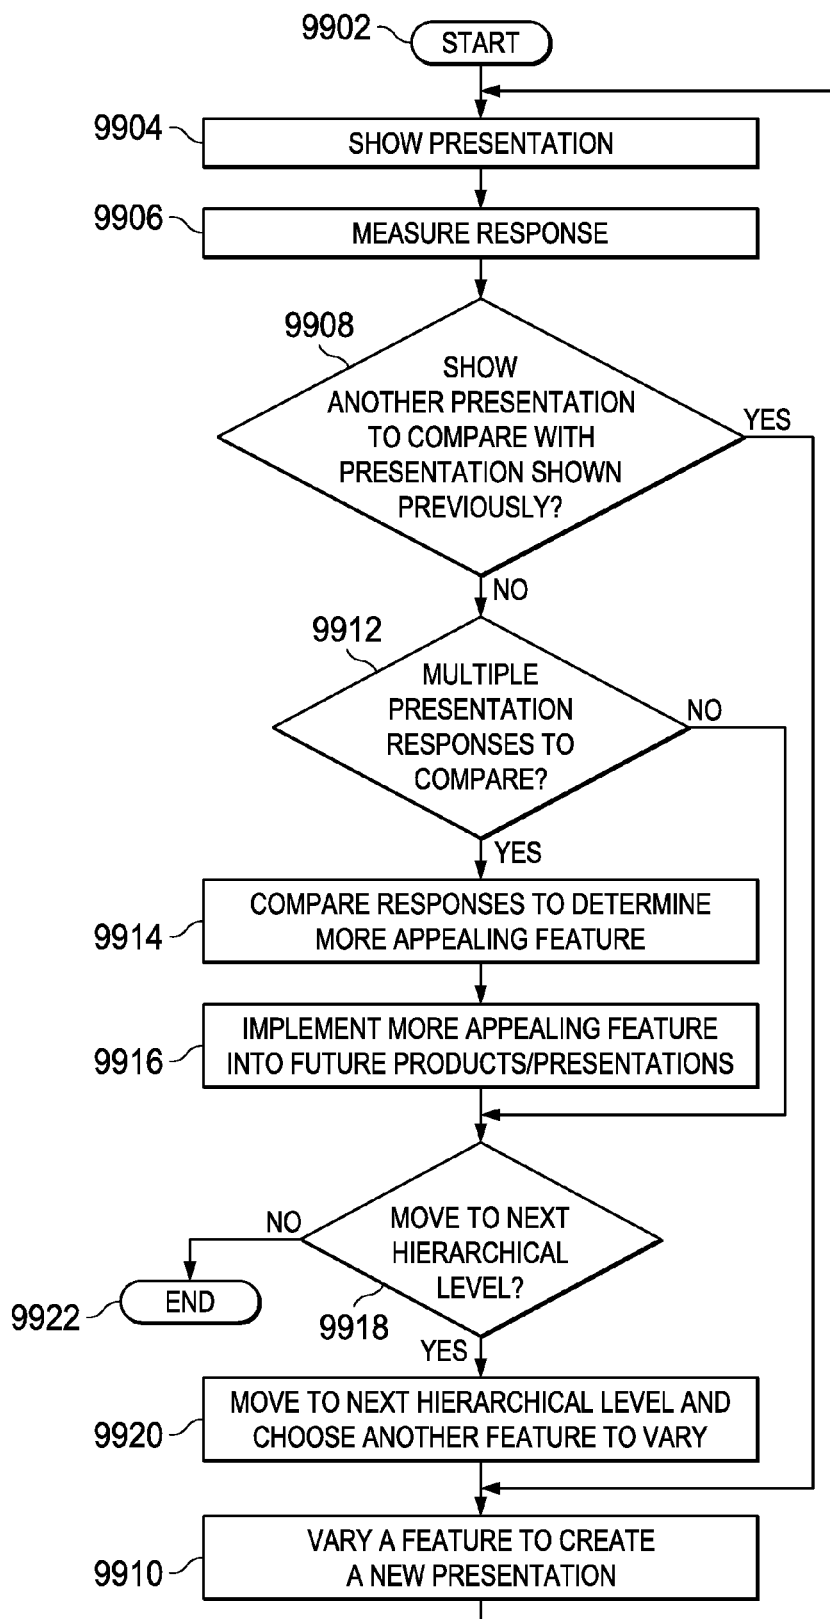 9902
START
9904
SHOW PRESENTATION
9906
MEASURE RESPONSE
9908
SHOW
ANOTHER PRESENTATION
TO COMPARE WITH
PRESENTATION SHOWN
PREVIOUSLY?
YES
NO
9912
MULTIPLE
PRESENTATION
RESPONSES TO
COMPARE?
NO
YES
9914
COMPARE RESPONSES TO DETERMINE
MORE APPEALING FEATURE
9916
IMPLEMENT MORE APPEALING FEATURE
INTO FUTURE PRODUCTS/PRESENTATIONS
NO
MOVE TO NEXT
HIERARCHICAL
LEVEL?
END
9922
9918
YES
9920
MOVE TO NEXT HIERARCHICAL LEVEL AND
CHOOSE ANOTHER FEATURE TO VARY
9910
VARY A FEATURE TO CREATE
A NEW PRESENTATION